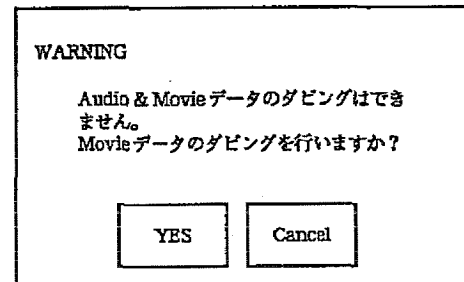 WARNING
Audio & Movieデータのダビングはでき
ません。
Movieデータのダビングを行いますか？
YES
Cancel